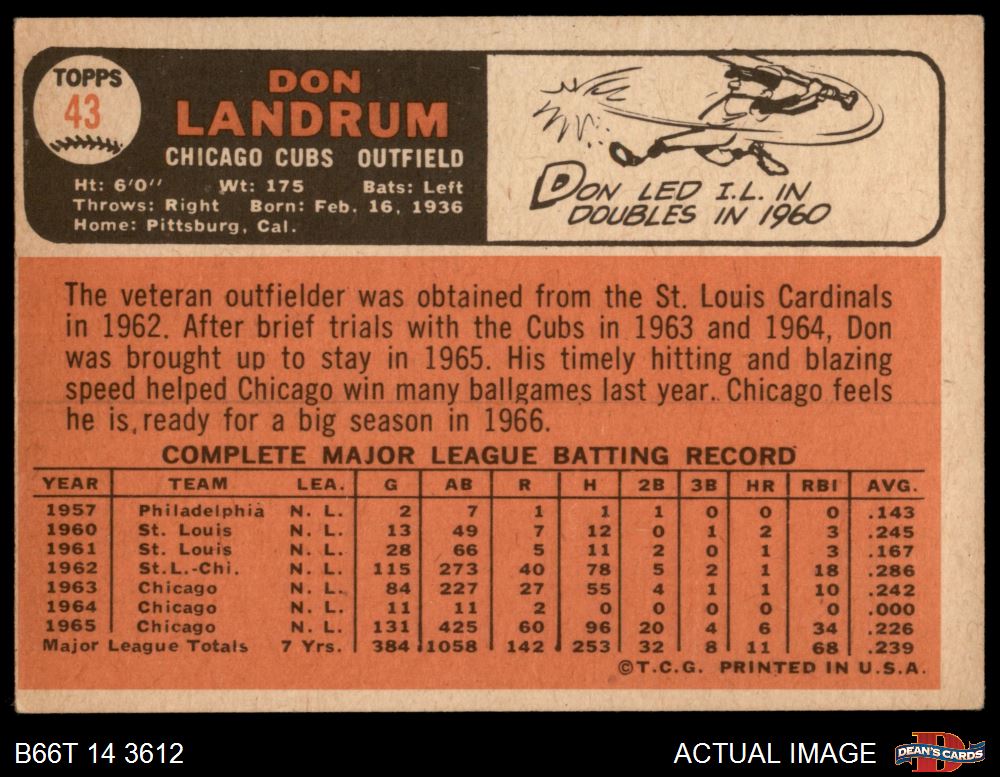 TOPPS
43
DON
LANDRUM
CHICAGO CUBS OUTFIELD
Ht: 6'0" Wt: 175 Bats: Left
Throws: Right Born: Feb. 16, 1936
Home: Pittsburg, Cal.
DON LED I.L. IN
DOUBLES IN 1960
The veteran outfielder was obtained from the St. Louis Cardinals
in 1962. After brief trials with the Cubs in 1963 and 1964, Don
was brought up to stay in 1965. His timely hitting and blazing
speed helped Chicago win many ballgames last year. Chicago feels
he is ready for a big season in 1966.
COMPLETE MAJOR LEAGUE BATTING RECORD
YEAR TEAM LEA. G AB R H 2B 3B HR RBI AVG.
1957 Philadelphia N. L. 2 7 1 1 1 0 0 0 .143
1960 St. Louis N. L. 13 49 7 12 0 1 2 3 .245
1961 St. Louis N. L. 28 66 5 11 2 0 1 3 .167
1962 St.L.-Chi. N. L. 115 273 40 78 5 2 1 18 .286
1963 Chicago N. L. 84 227 27 55 4 1 1 10 .242
1964 Chicago N. L. 11 11 2 0 0 0 0 0 .000
1965 Chicago N. L. 131 425 60 96 20 4 6 34 .226
Major League Totals 7 Yrs. 384 1058 142 253 32 8 11 68 .239
©T.C.G. PRINTED IN U.S.A.
B66T 14 3612 ACTUAL IMAGE DEAN'S CARDS